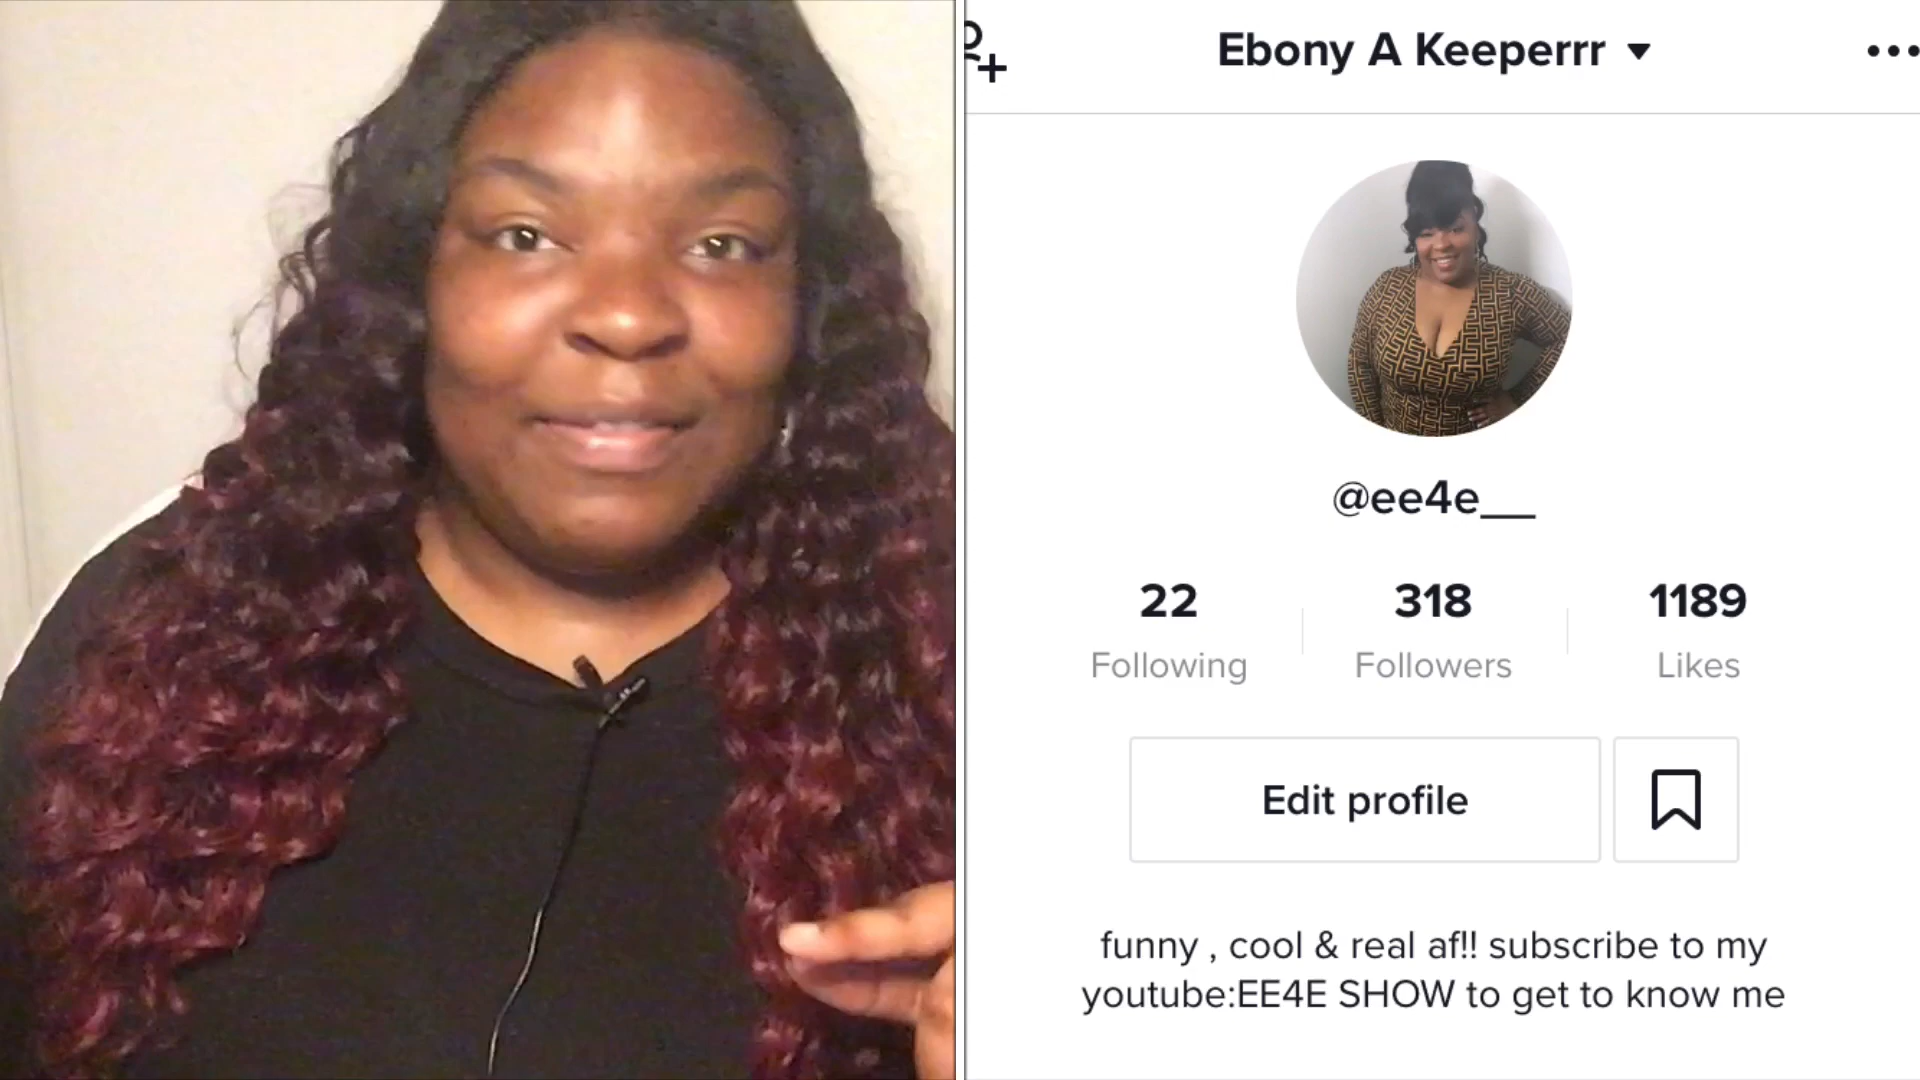 Ebony A Keeperrr
@ee4e__
22
318
1189
Following
Followers
Likes
Edit profile
funny , cool & real af!! subscribe to my
youtube:EE4E SHOW to get to know me